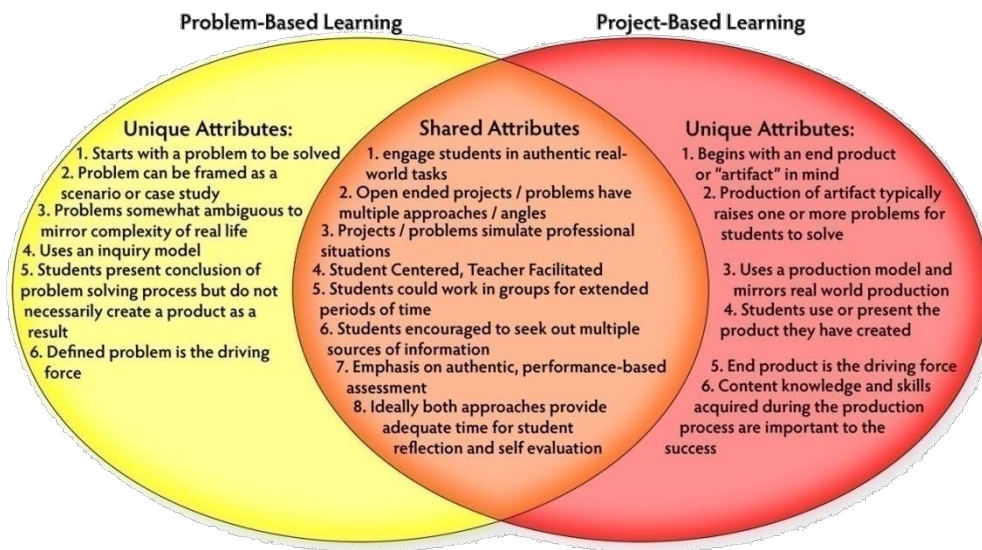 Problem-Based Learning
Project-Based Learning
Unique Attributes:
1. Starts with a problem to be solved
2. Problem can be framed as a
scenario or case study
3. Problems somewhat ambiguous to
mirror complexity of real life
4. Uses an inquiry model
5. Students present conclusion of
problem solving process but do not
necessarily create a product as a
result
6. Defined problem is the driving
force
Shared Attributes
1. engage students in authentic real-
world tasks
2. Open ended projects / problems have
multiple approaches / angles
3. Projects / problems simulate professional
situations
4. Student Centered, Teacher Facilitated
5. Students could work in groups for extended
periods of time
6. Students encouraged to seek out multiple
sources of information
7. Emphasis on authentic, performance-based
assessment
8. Ideally both approaches provide
adequate time for student
reflection and self evaluation
Unique Attributes:
1. Begins with an end product
or "artifact" in mind
2. Production of artifact typically
raises one or more problems for
students to solve
3. Uses a production model and
mirrors real world production
4. Students use or present the
product they have created
5. End product is the driving force
6. Content knowledge and skills
acquired during the production
process are important to the
success